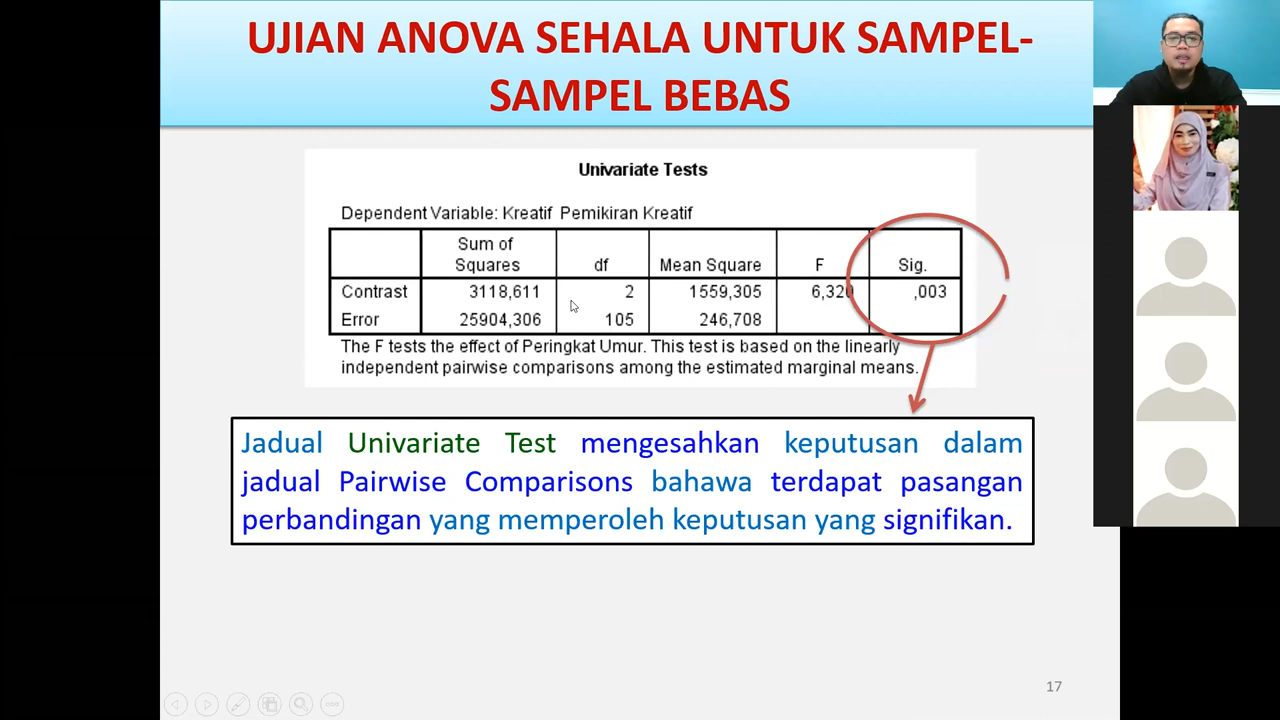 UJIAN ANOVA SEHALA UNTUK SAMPEL-
SAMPEL BEBAS
Univariate Tests
Dependent Variable: Kreatif Pemikiran Kreatif
Sum of Squares df Mean Square F Sig.
Contrast 3118,611 2 1559,305 6,320 ,003
Error 25904,306 105 246,708
The F tests the effect of Peringkat Umur. This test is based on the linearly
independent pairwise comparisons among the estimated marginal means.
Jadual Univariate Test mengesahkan keputusan dalam
jadual Pairwise Comparisons bahawa terdapat pasangan
perbandingan yang memperoleh keputusan yang signifikan.
17